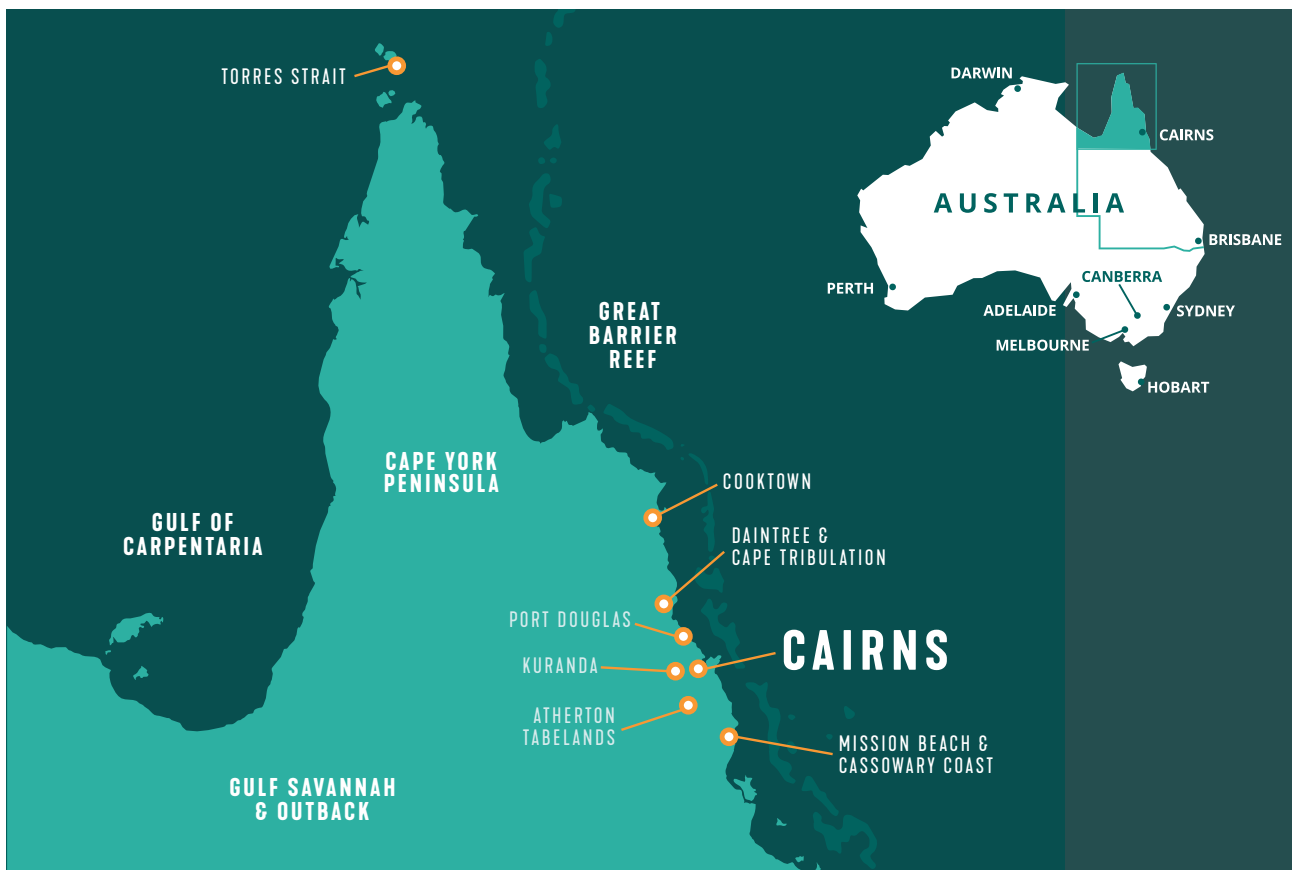 TORRES STRAIT
GREAT
BARRIER
REEF
CAPE YORK
PENINSULA
GULF OF
CARPENTARIA
COOKTOWN
DAINTREE &
CAPE TRIBULATION
PORT DOUGLAS
KURANDA
CAIRNS
ATHERTON
TABELANDS
MISSION BEACH &
CASSOWARY COAST
GULF SAVANNAH
& OUTBACK
DARWIN
CAIRNS
AUSTRALIA
BRISBANE
PERTH
CANBERRA
ADELAIDE
SYDNEY
MELBOURNE
HOBART